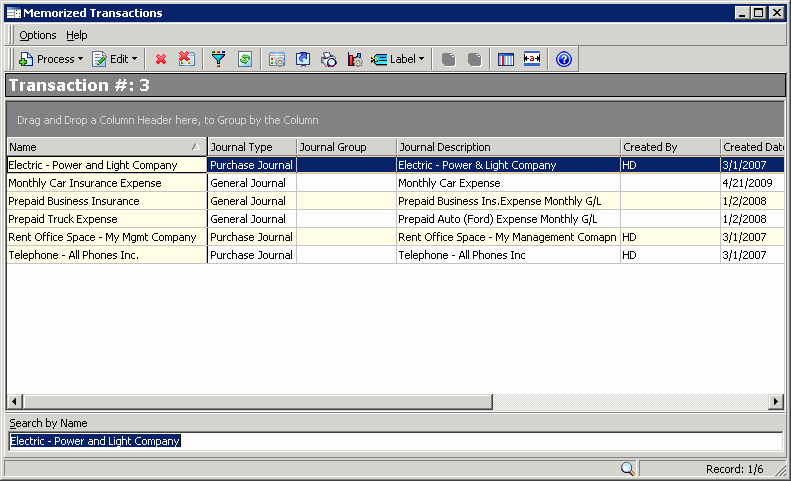 Memorized Transactions
Options Help
Process Edit Label
Transaction #: 3
Drag and Drop a Column Header here, to Group by the Column
Name Journal Type Journal Group Journal Description Created By Created Date
Electric - Power and Light Company Purchase Journal Electric - Power & Light Company HD 3/1/2007
Monthly Car Insurance Expense General Journal Monthly Car Expense 4/21/2009
Prepaid Business Insurance General Journal Prepaid Business Ins.Expense Monthly G/L 1/2/2008
Prepaid Truck Expense General Journal Prepaid Auto (Ford) Expense Monthly G/L 1/2/2008
Rent Office Space - My Mgmt Company Purchase Journal Rent Office Space - My Management Comapn HD 3/1/2007
Telephone - All Phones Inc. Purchase Journal Telephone - All Phones Inc HD 3/1/2007
Search by Name
Electric - Power and Light Company
Record: 1/6